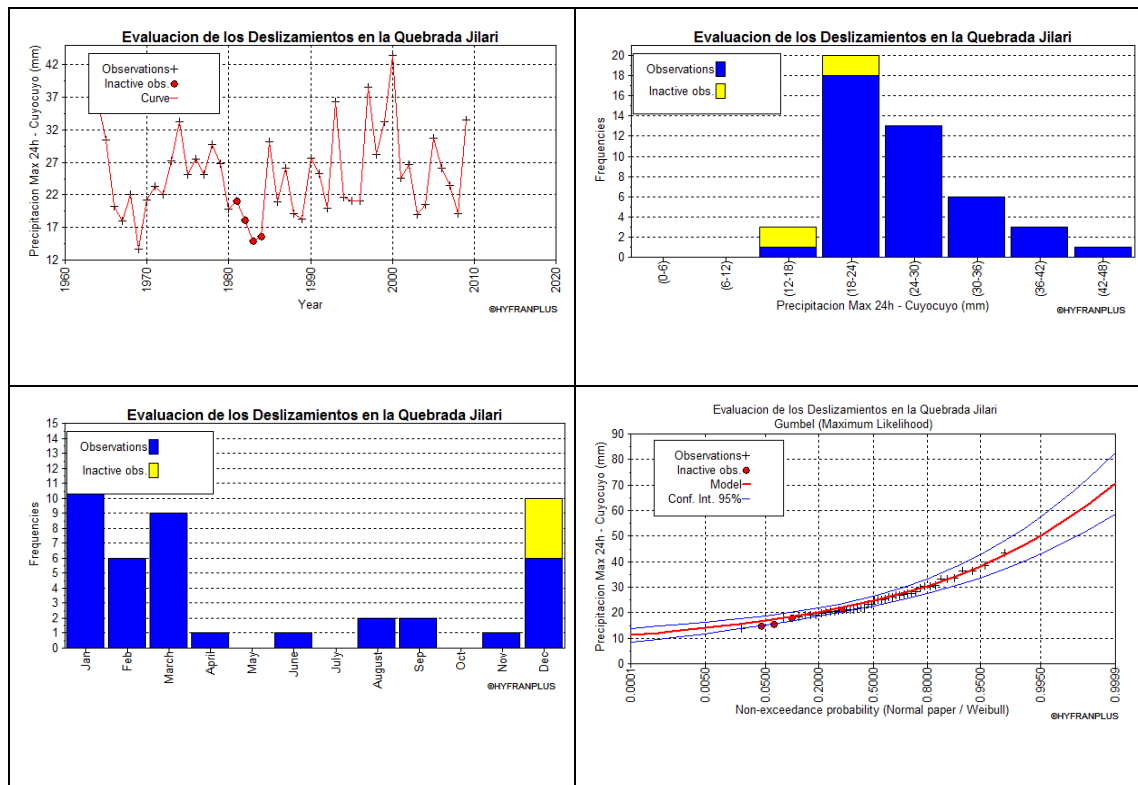 Evaluacion de los Deslizamientos en la Quebrada Jilari
Observations
Inactive obs.
Curve
Precipitacion Max 24h - Cuyocuyo (mm)
42
37
32
27
22
17
12
1960
1970
1980
1990
2000
2010
2020
Year
©HYFRANPLUS
Evaluacion de los Deslizamientos en la Quebrada Jilari
Observations
Inactive obs.
Frequencies
20
18
16
14
12
10
8
6
4
2
0
(0-6)
(6-12)
(12-18)
(18-24)
(24-30)
(30-36)
(36-42)
(42-48)
Precipitacion Max 24h - Cuyocuyo (mm)
©HYFRANPLUS
Evaluacion de los Deslizamientos en la Quebrada Jilari
Observations
Inactive obs.
Frequencies
15
14
13
12
11
10
9
8
7
6
5
4
3
2
1
0
Jan
Feb
March
April
May
June
July
August
Sep
Oct
Nov
Dec
©HYFRANPLUS
Evaluacion de los Deslizamientos en la Quebrada Jilari
Gumbel (Maximum Likelihood)
Observations
Inactive obs.
Model
Conf. Int. 95%
Precipitacion Max 24h - Cuyocuyo (mm)
90
80
70
60
50
40
30
20
10
0
0.0001
0.0050
0.0500
0.2000
0.5000
0.8000
0.9500
0.9950
0.9999
Non-exceedance probability (Normal paper / Weibull)
©HYFRANPLUS